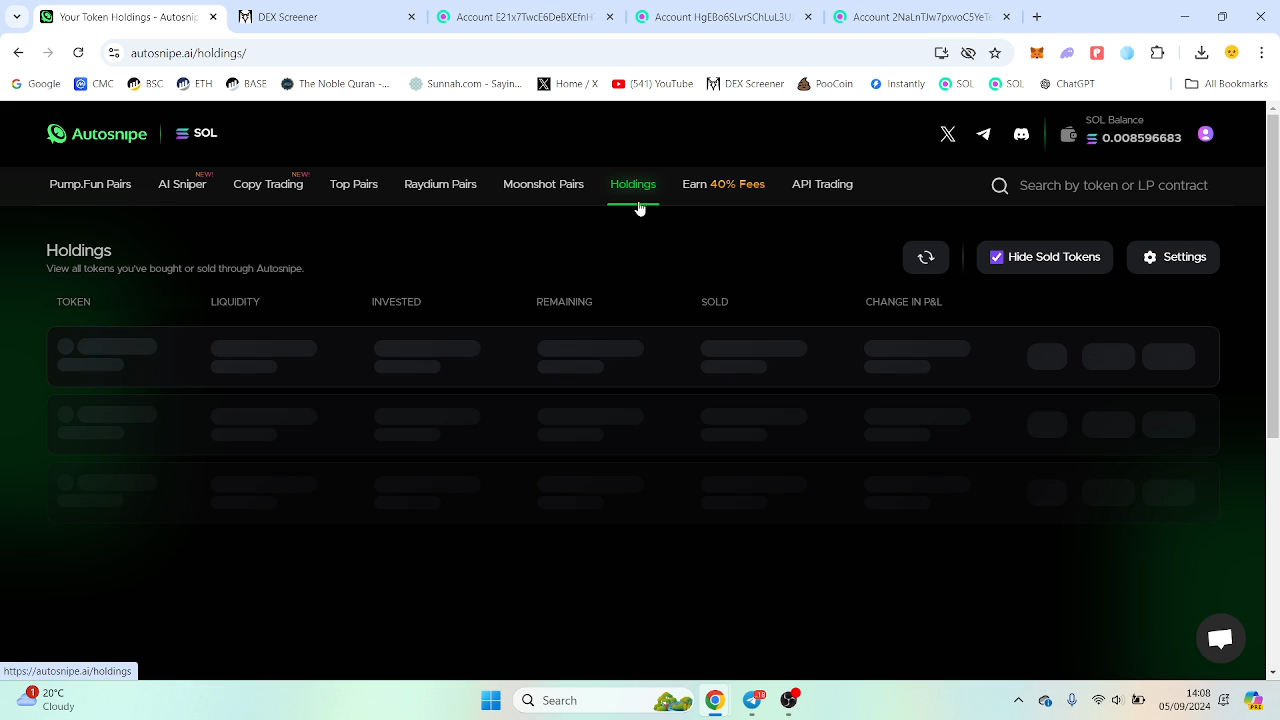 Your Holdings -
DEX Screener
Account E21x7TwcE6DeBXEfnH
Account HgDeBoZsSzeChLuL3U
Account 2NaLnTJw7pxoC5YeTe
autosnipe.ai/holdings/
Google
CMC
BSC
ETH
BASE
The Noble Quran -...
Sunnah.com - Sayin...
Home / X
(541) YouTube
DEX Screener
PooCoin
Instantly
SOL
SOL
ChatGPT
All Bookmarks
Autosnipe
SOL
SOL Balance
0.008596683
Pump.Fun Pairs
AI Sniper
NEW!
Copy Trading
NEW!
Top Pairs
Raydium Pairs
Moonshot Pairs
Holdings
Earn 40% Fees
API Trading
Search by token or LP contract
Holdings
View all tokens you've bought or sold through Autosnipe.
Hide Sold Tokens
Settings
TOKEN
LIQUIDITY
INVESTED
REMAINING
SOLD
CHANGE IN P&L
https://autosnipe.ai/holdings
1
20°C
Cloudy
Search
18
14:08
05/09/2024
PRE